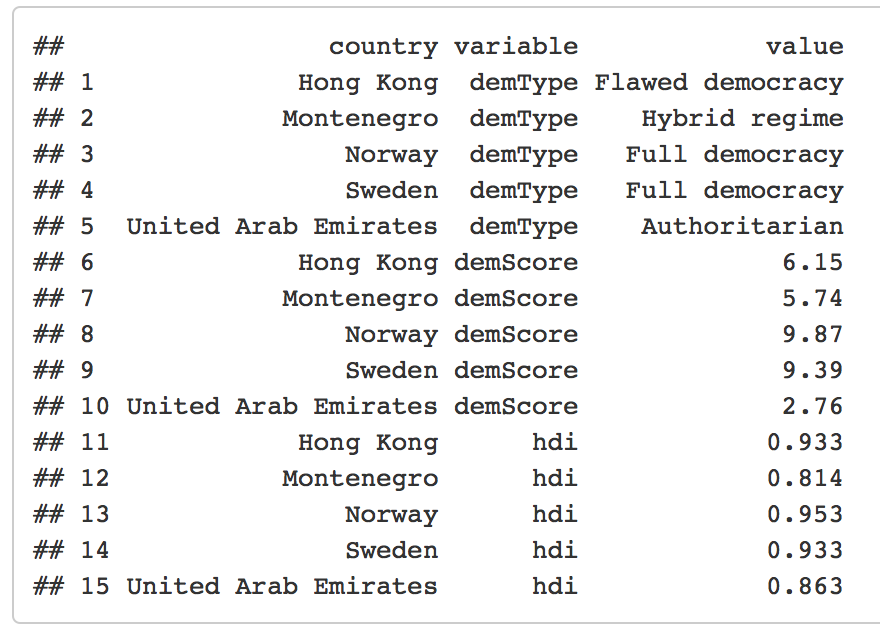 ##                   country variable            value
## 1               Hong Kong  demType Flawed democracy
## 2              Montenegro  demType    Hybrid regime
## 3                  Norway  demType   Full democracy
## 4                  Sweden  demType   Full democracy
## 5    United Arab Emirates  demType    Authoritarian
## 6               Hong Kong demScore             6.15
## 7              Montenegro demScore             5.74
## 8                  Norway demScore             9.87
## 9                  Sweden demScore             9.39
## 10   United Arab Emirates demScore             2.76
## 11              Hong Kong      hdi            0.933
## 12             Montenegro      hdi            0.814
## 13                 Norway      hdi            0.953
## 14                 Sweden      hdi            0.933
## 15   United Arab Emirates      hdi            0.863